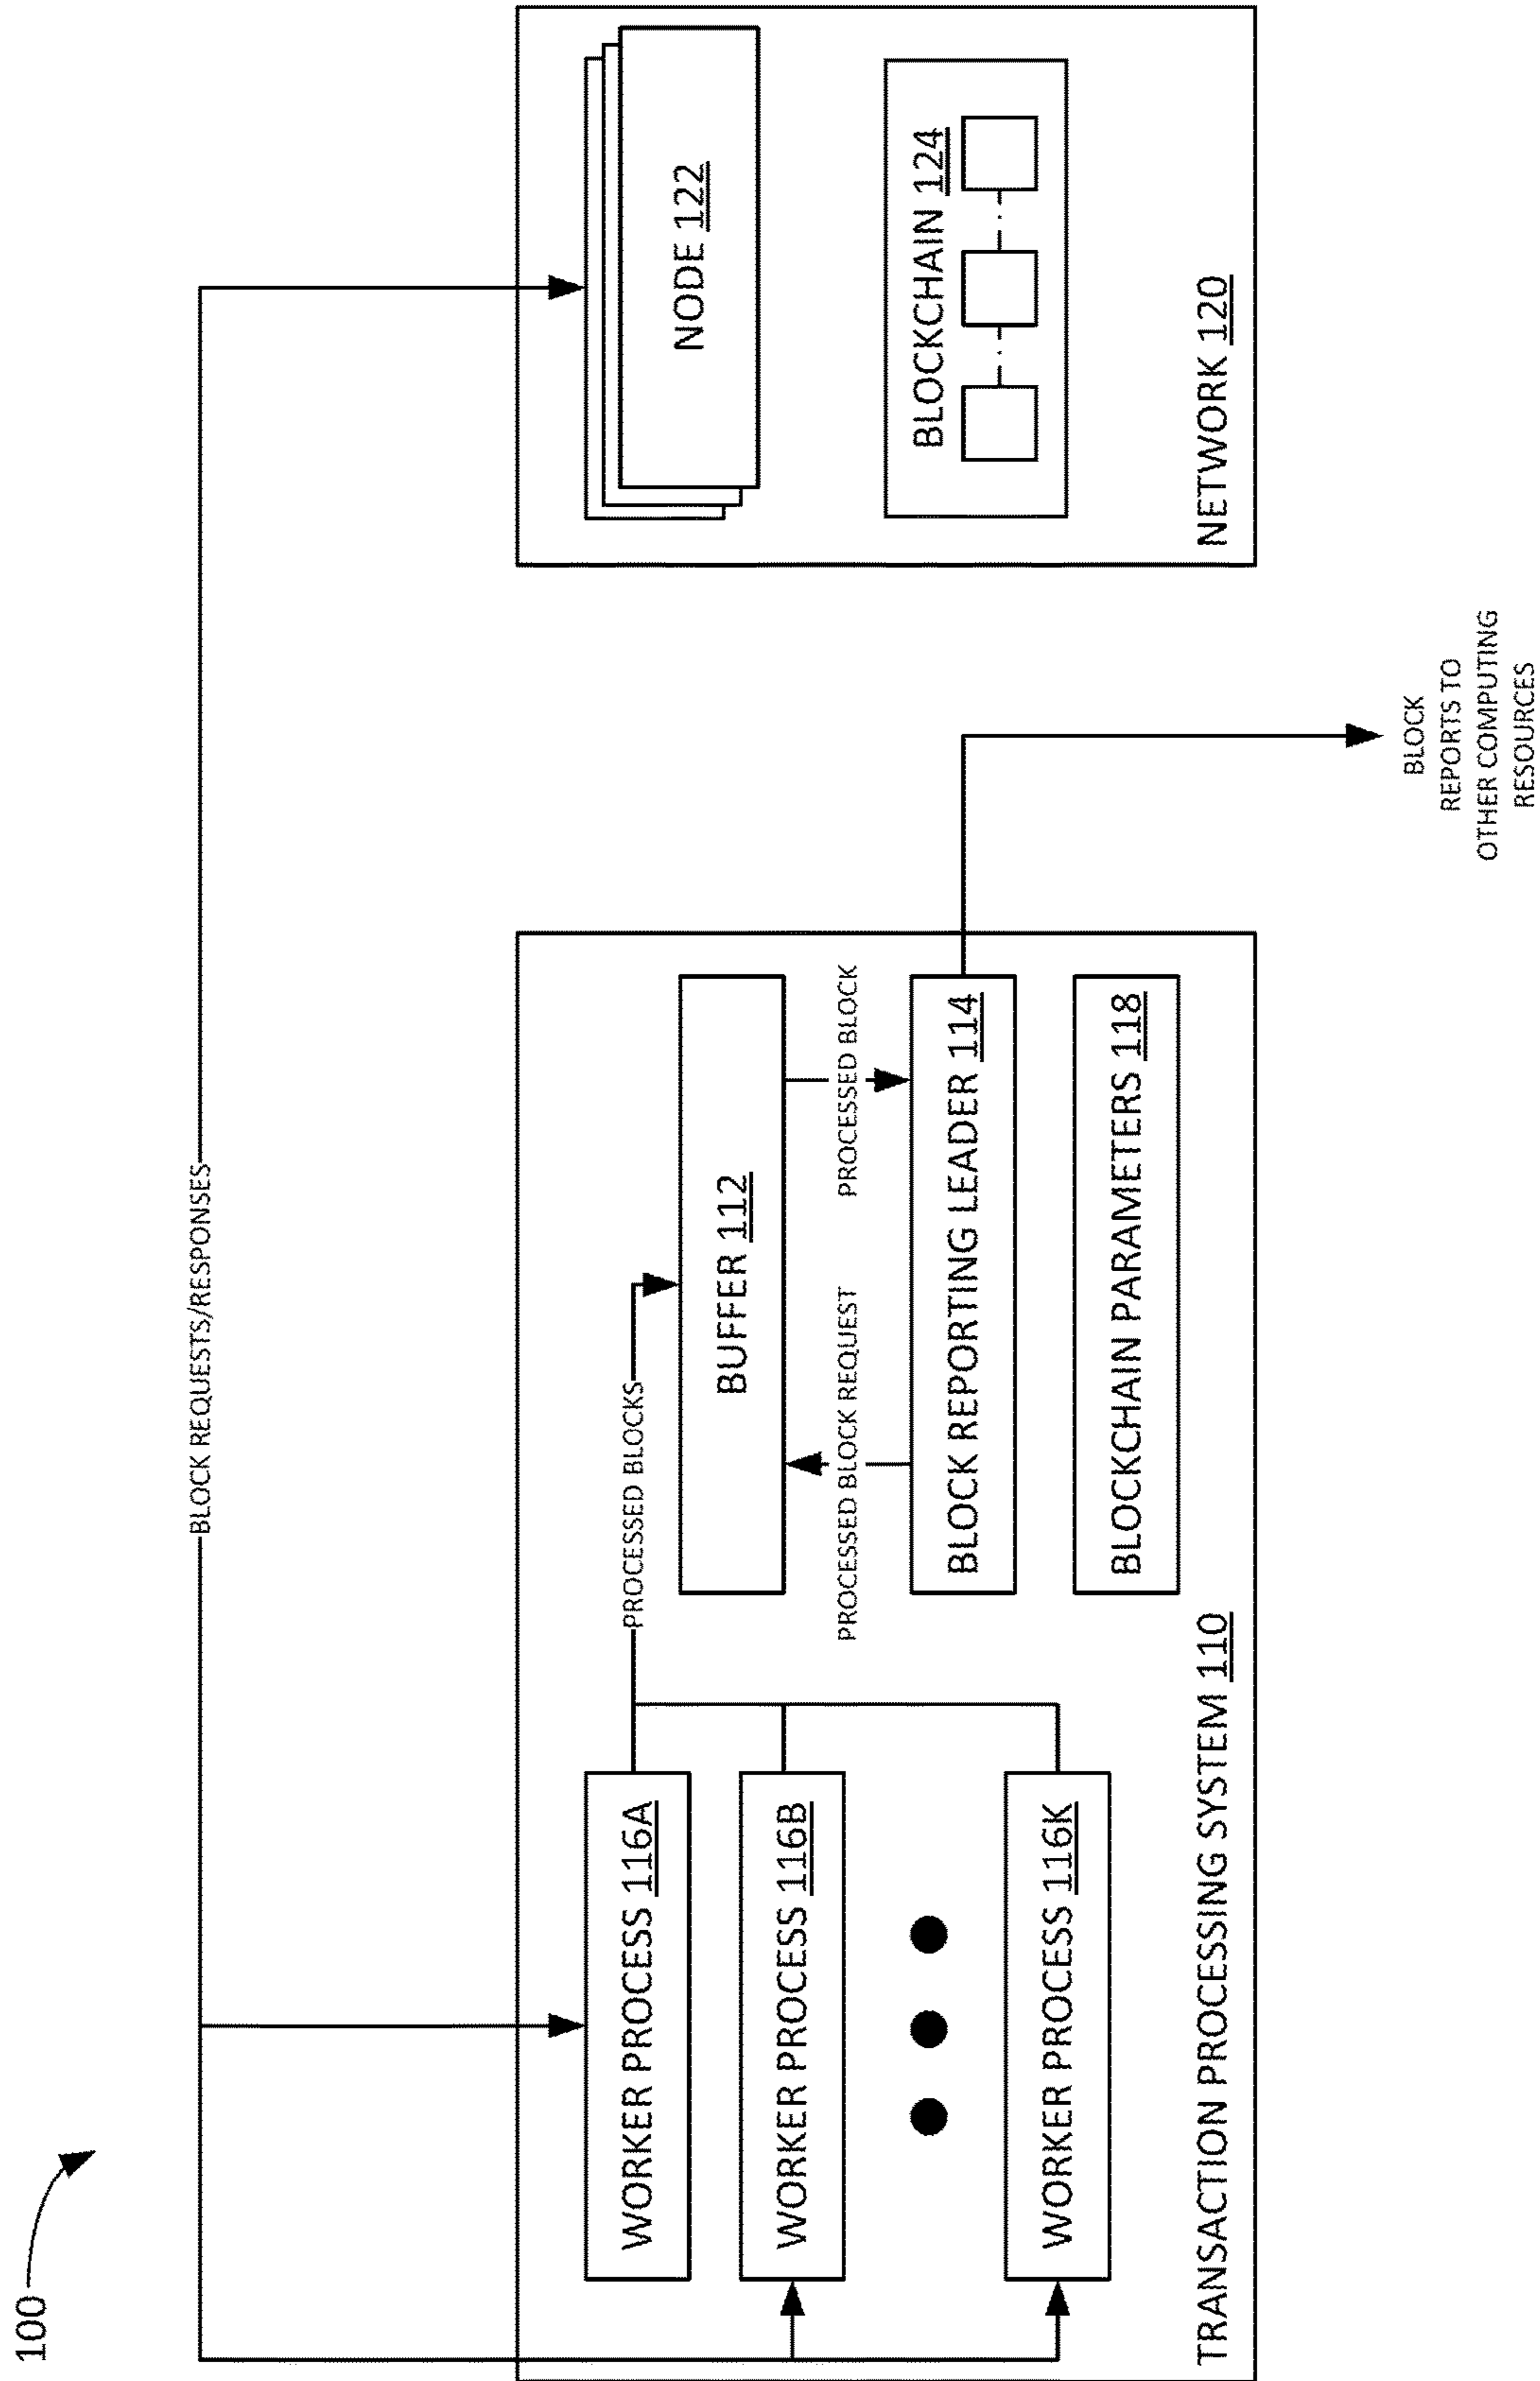 100
BLOCK REQUESTS/RESPONSES
WORKER PROCESS 116A
WORKER PROCESS 116B
WORKER PROCESS 116K
PROCESSED BLOCKS
BUFFER 112
PROCESSED BLOCK REQUEST
PROCESSED BLOCK
BLOCK REPORTING LEADER 114
BLOCKCHAIN PARAMETERS 118
TRANSACTION PROCESSING SYSTEM 110
NODE 122
BLOCKCHAIN 124
NETWORK 120
BLOCK
REPORTS TO
OTHER COMPUTING
RESOURCES